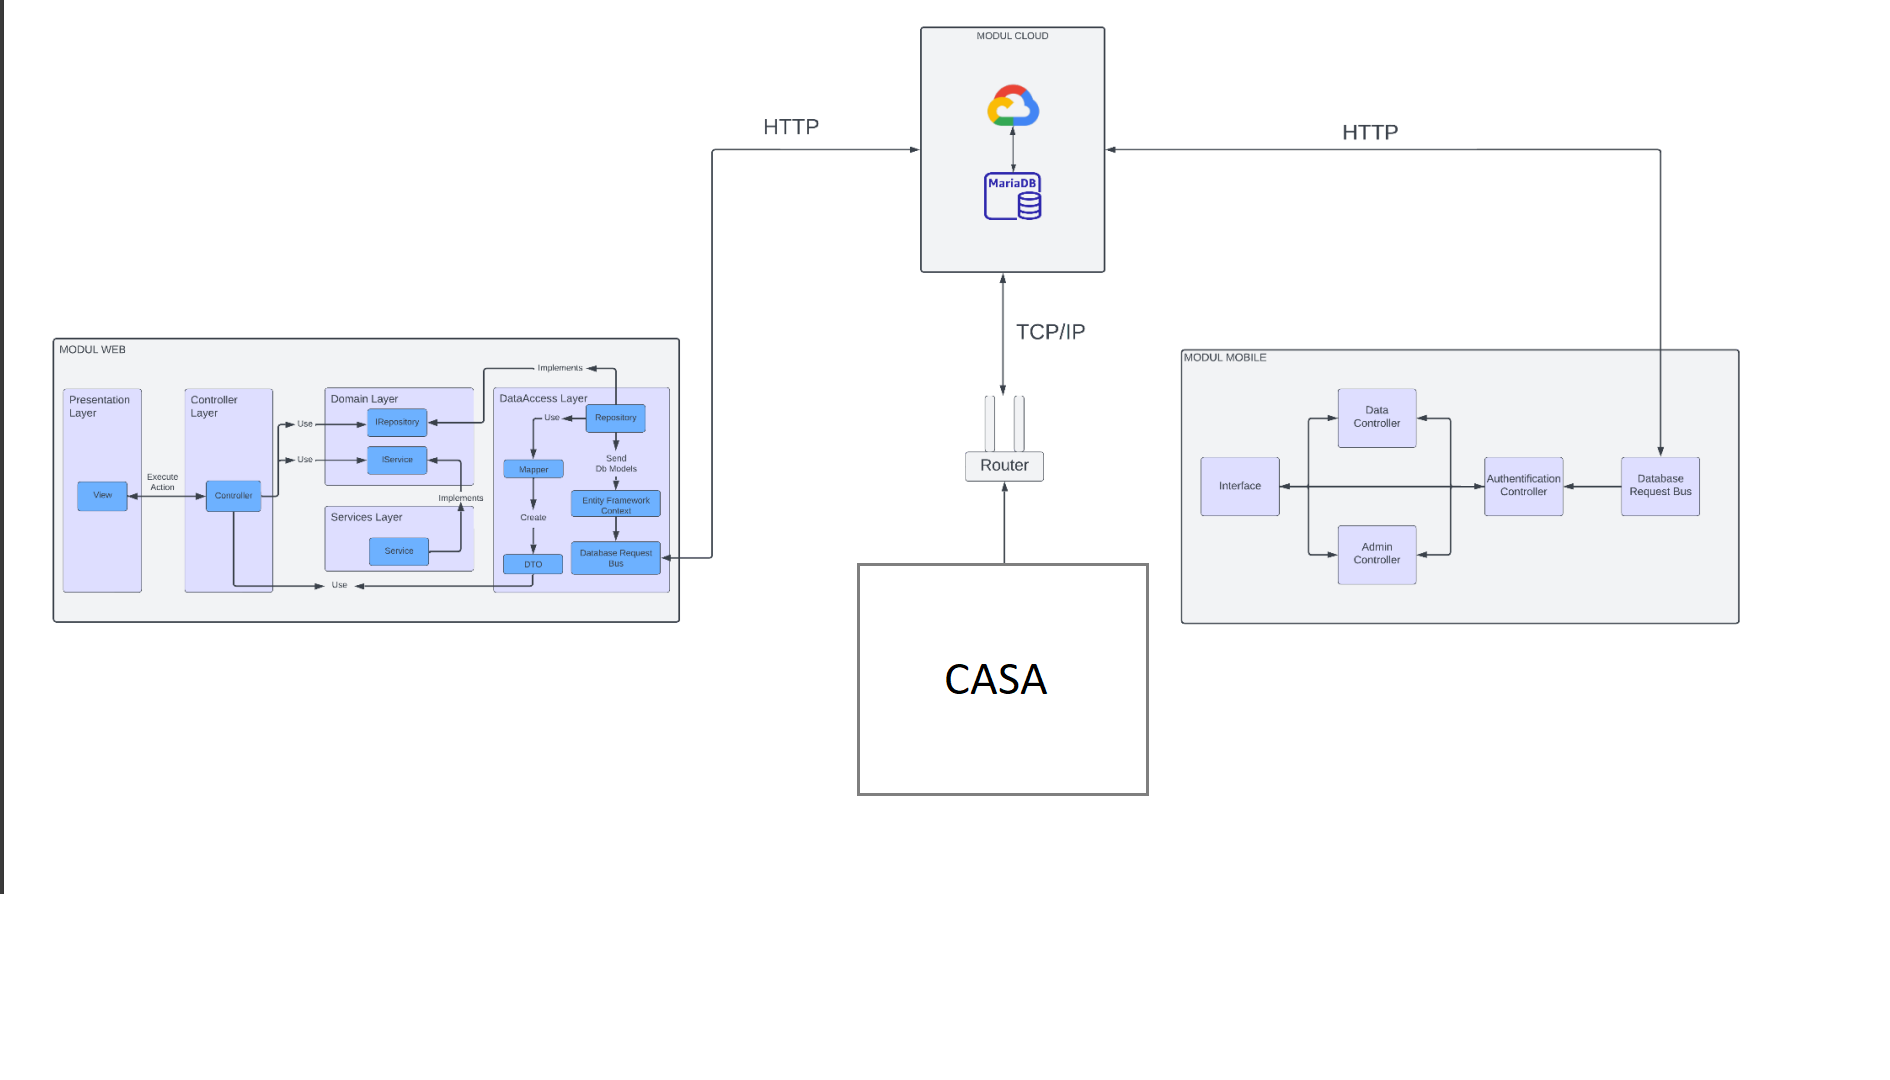 MODUL CLOUD
MariaDB
HTTP
HTTP
TCP/IP
Router
CASA
MODUL WEB
Presentation
Layer
View
Execute
Action
Controller
Layer
Controller
Use
Use
Use
Domain Layer
IRepository
IService
Implements
Services Layer
Service
Implements
DataAccess Layer
Repository
Use
Mapper
Create
DTO
Send
Db Models
Entity Framework
Context
Database Request
Bus
MODUL MOBILE
Interface
Data
Controller
Admin
Controller
Authentification
Controller
Database
Request Bus